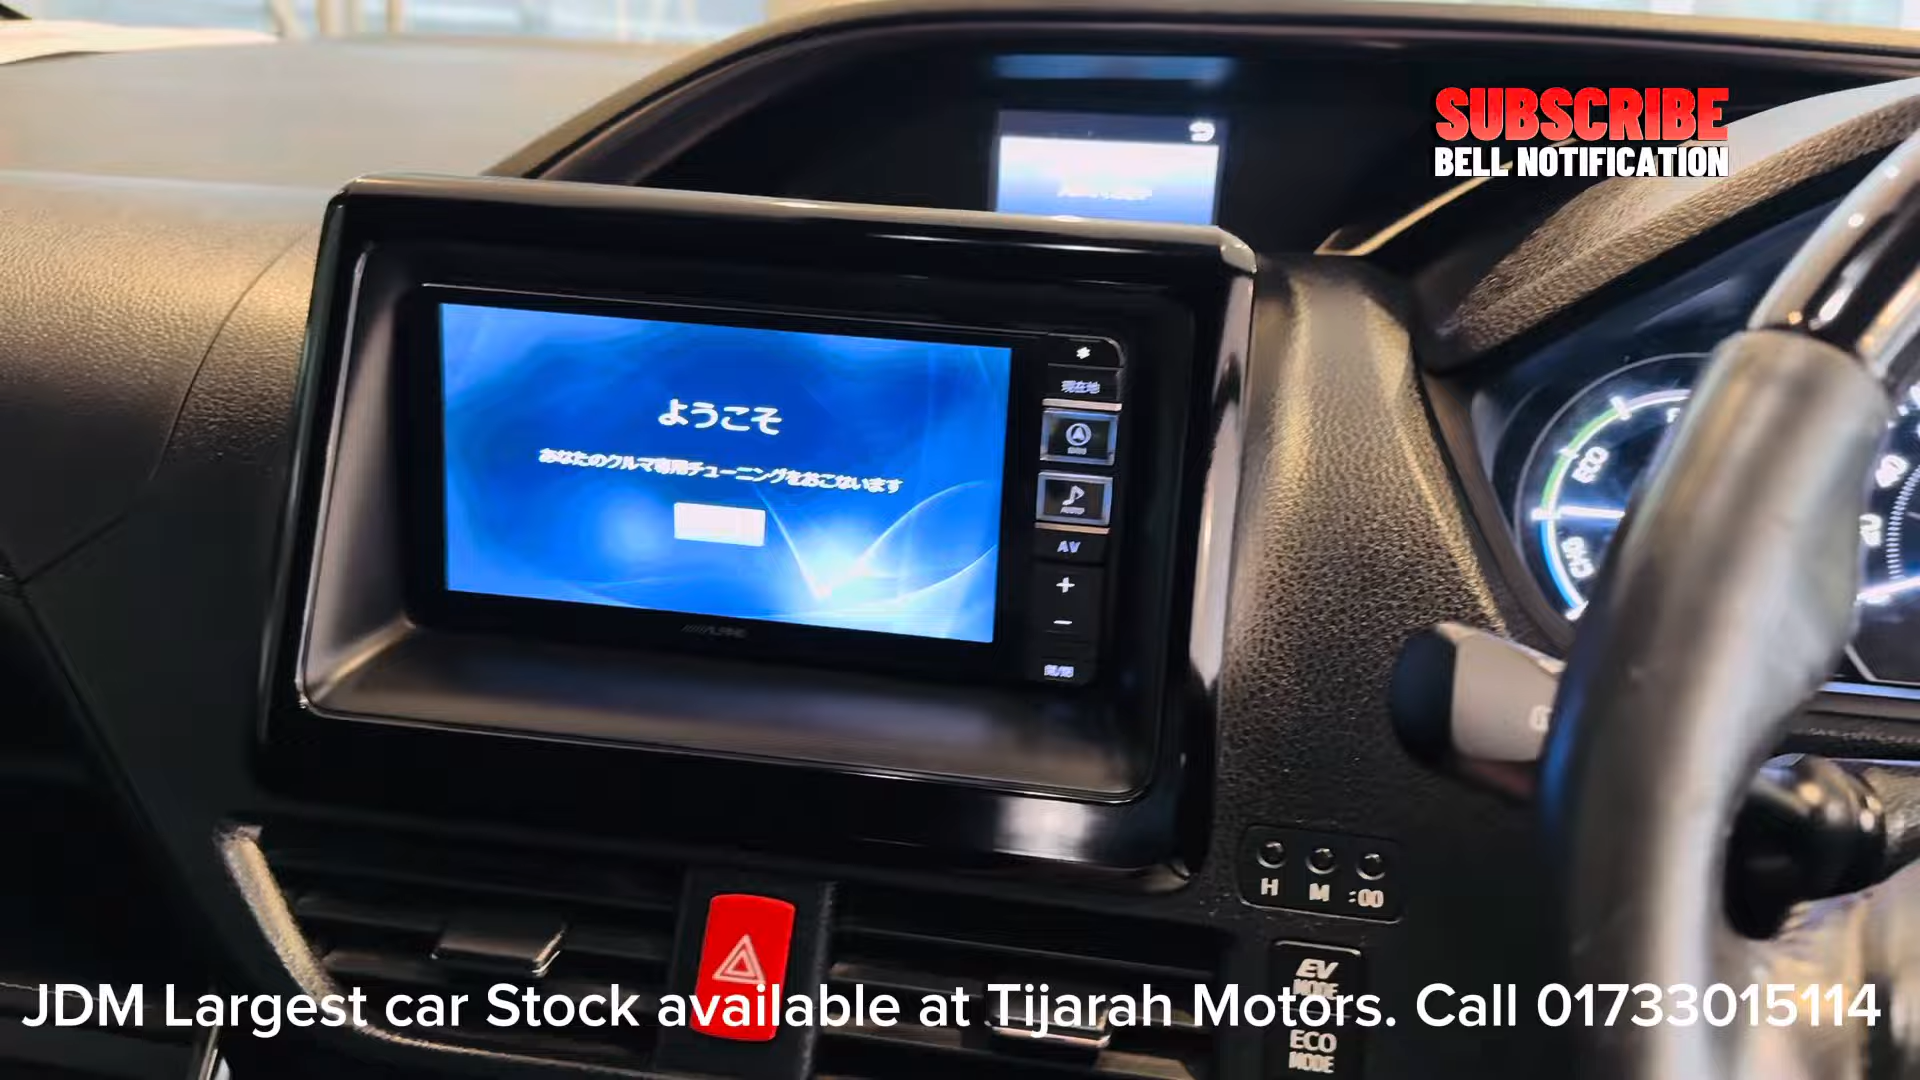 SUBSCRIBE
BELL NOTIFICATION
ようこそ
あなたのクルマ専用チューニングをおこないます
現在地
AUDIO
AV
+
-
ALPINE
ECO
CHG
H M :00
EV
MODE
ECO
MODE
JDM Largest car Stock available at Tijarah Motors. Call 01733015114